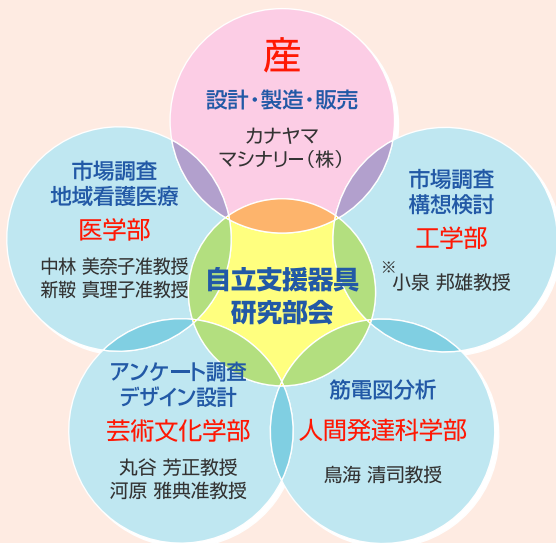 産
設計・製造・販売
カナヤマ
マシナリー(株)
市場調査
地域看護医療
医学部
中林 美奈子准教授
新鞍 真理子准教授
市場調査
構想検討
工学部
※小泉 邦雄教授
自立支援器具
研究部会
アンケート調査
デザイン設計
芸術文化学部
丸谷 芳正教授
河原 雅典准教授
筋電図分析
人間発達科学部
鳥海 清司教授